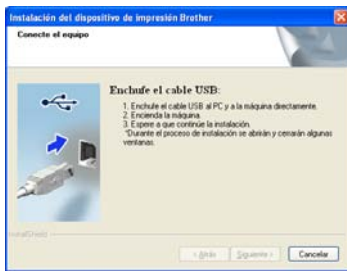 Instalación del dispositivo de impresión Brother
Conecte el equipo
Enchufe el cable USB:
1. Enchufe el cable USB al PC y a la máquina directamente.
2. Encienda la máquina.
3. Espere a que continúe la instalación.
*Durante el proceso de instalación se abrirán y cerrarán algunas
ventanas.
InstallShield
< Atrás
Siguiente >
Cancelar